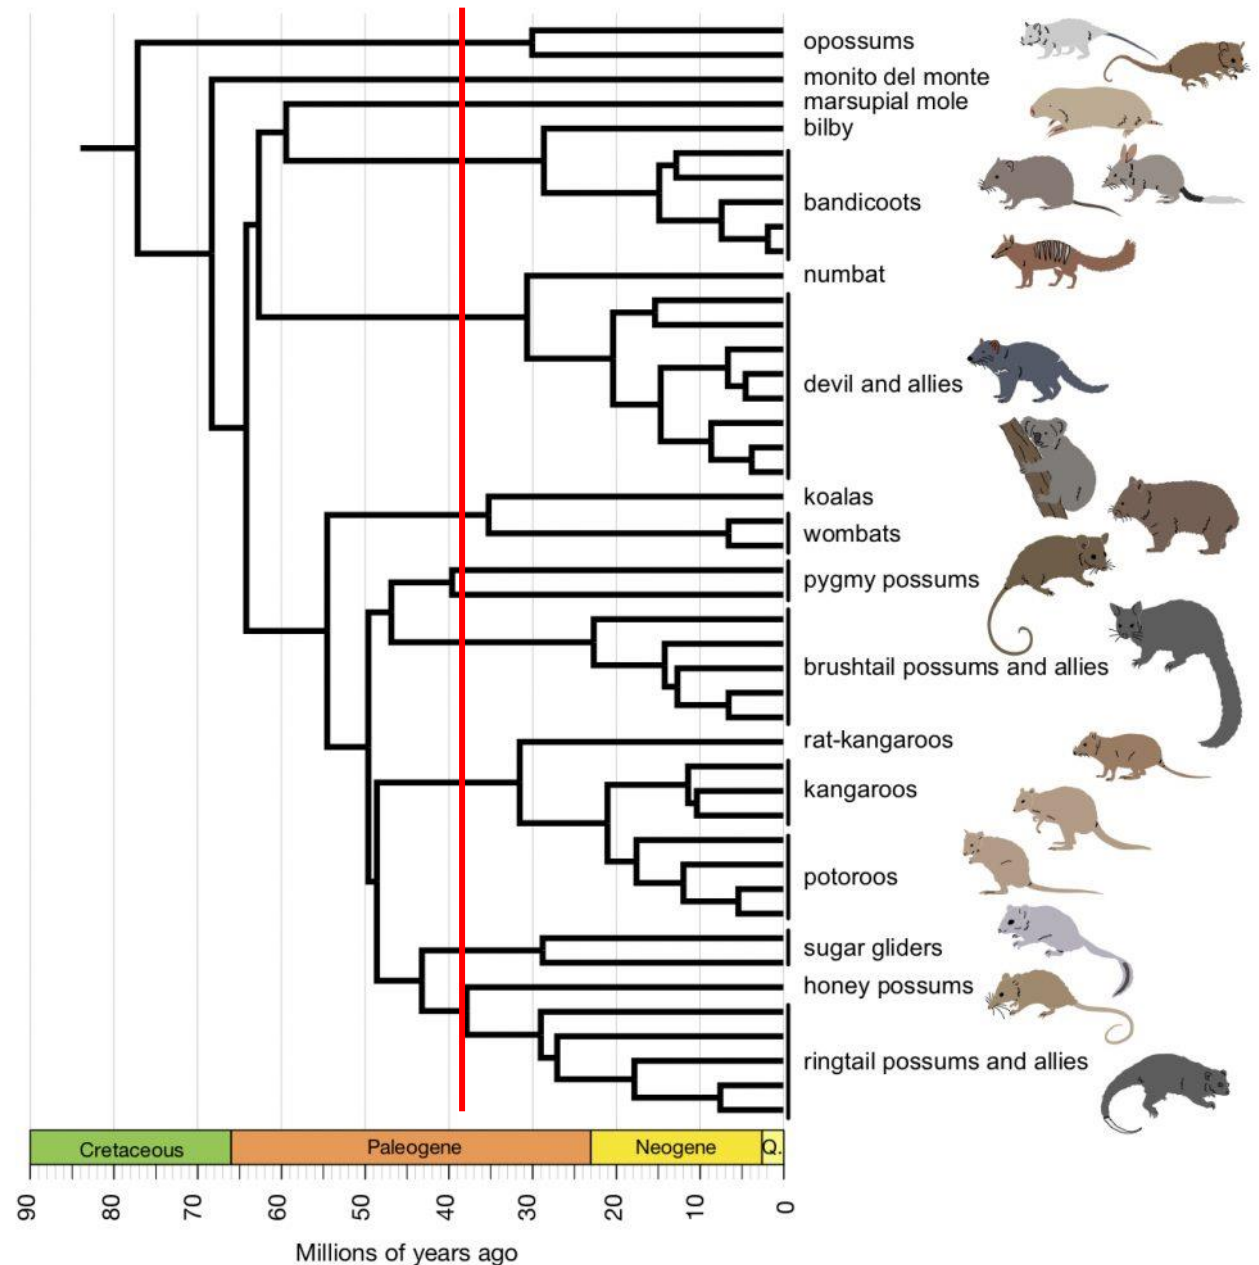 opossums
monito del monte
marsupial mole
bilby
bandicoots
numbat
devil and allies
koalas
wombats
pygmy possums
brushtail possums and allies
rat-kangaroos
kangaroos
potoroos
sugar gliders
honey possums
ringtail possums and allies
Cretaceous Paleogene Neogene Q.
90 80 70 60 50 40 30 20 10 0
Millions of years ago